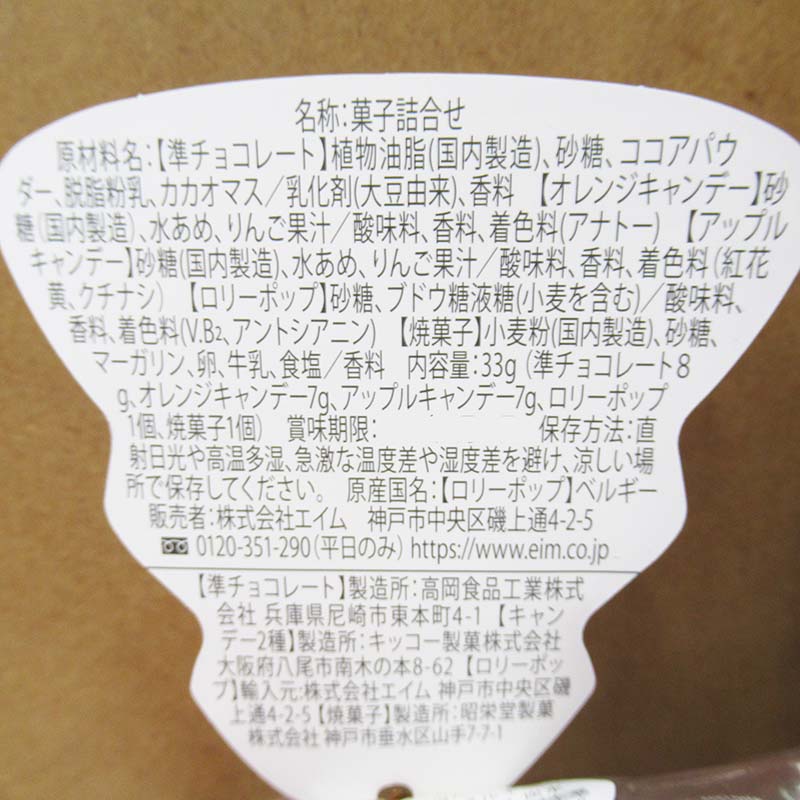 名称：菓子詰合せ
原材料名：【準チョコレート】植物油脂(国内製造)、砂糖、ココアパウ
ダー、脱脂粉乳、カカオマス／乳化剤(大豆由来)、香料 【オレンジキャンデー】砂
糖(国内製造)、水あめ、りんご果汁／酸味料、香料、着色料(アナトー) 【アップル
キャンデー】砂糖(国内製造)、水あめ、りんご果汁／酸味料、香料、着色料(紅花
黄、クチナシ) 【ロリーポップ】砂糖、ブドウ糖液糖(小麦を含む)／酸味料、
香料、着色料(V.B₂、アントシアニン) 【焼菓子】小麦粉(国内製造)、砂糖、
マーガリン、卵、牛乳、食塩／香料 内容量：33g (準チョコレート8
g、オレンジキャンデー7g、アップルキャンデー7g、ロリーポップ
1個、焼菓子1個) 賞味期限： 保存方法：直
射日光や高温多湿、急激な温度差や湿度差を避け、涼しい場
所で保存してください。 原産国名：【ロリーポップ】ベルギー
販売者：株式会社エイム 神戸市中央区磯上通4-2-5
0120-351-290(平日のみ) https://www.eim.co.jp
【準チョコレート】製造所：高岡食品工業株式
会社 兵庫県尼崎市東本町4-1 【キャン
デー2種】製造所：キッコー製菓株式会社
大阪府八尾市南木の本8-62 【ロリーポッ
プ】輸入元：株式会社エイム 神戸市中央区磯
上通4-2-5 【焼菓子】製造所：昭栄堂製菓
株式会社 神戸市垂水区山手7-7-1